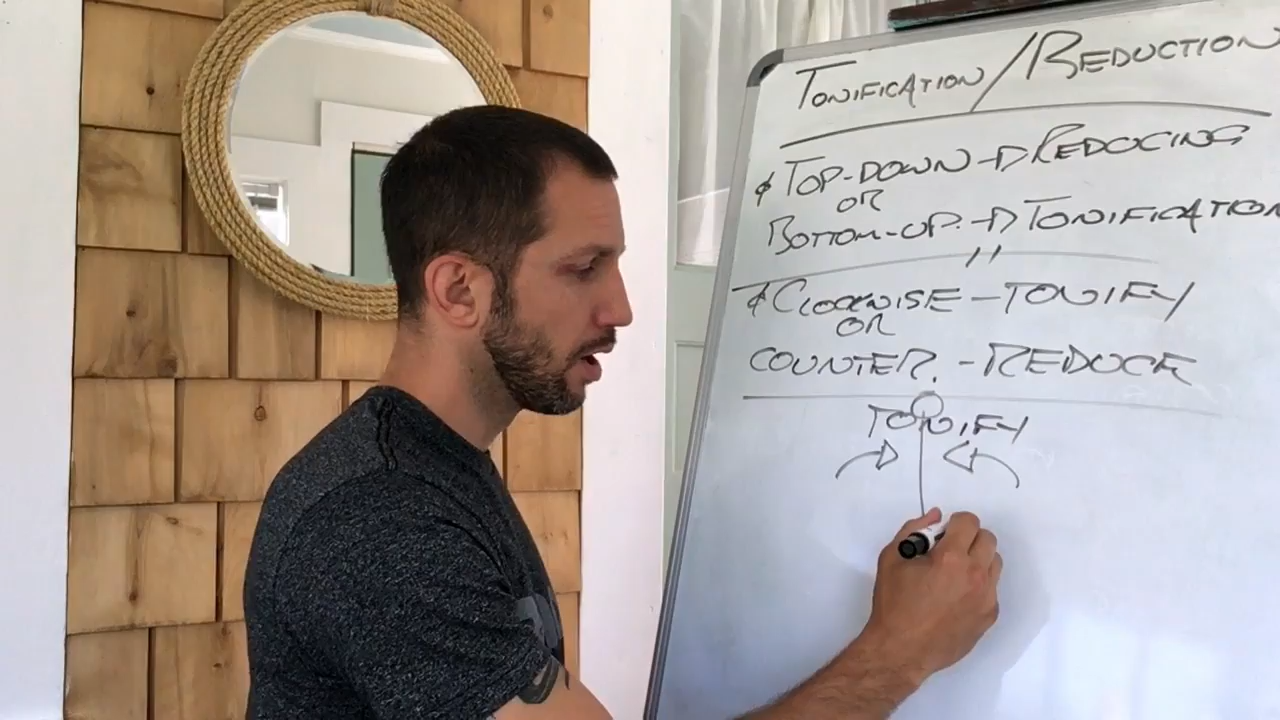 TONIFICATION/REDUCTION
TOP-DOWN → REDUCING
OR
BOTTOM-UP. → TONIFICATION
CLOCKWISE - TONIFY
OR
COUNTER. - REDUCE
TONIFY